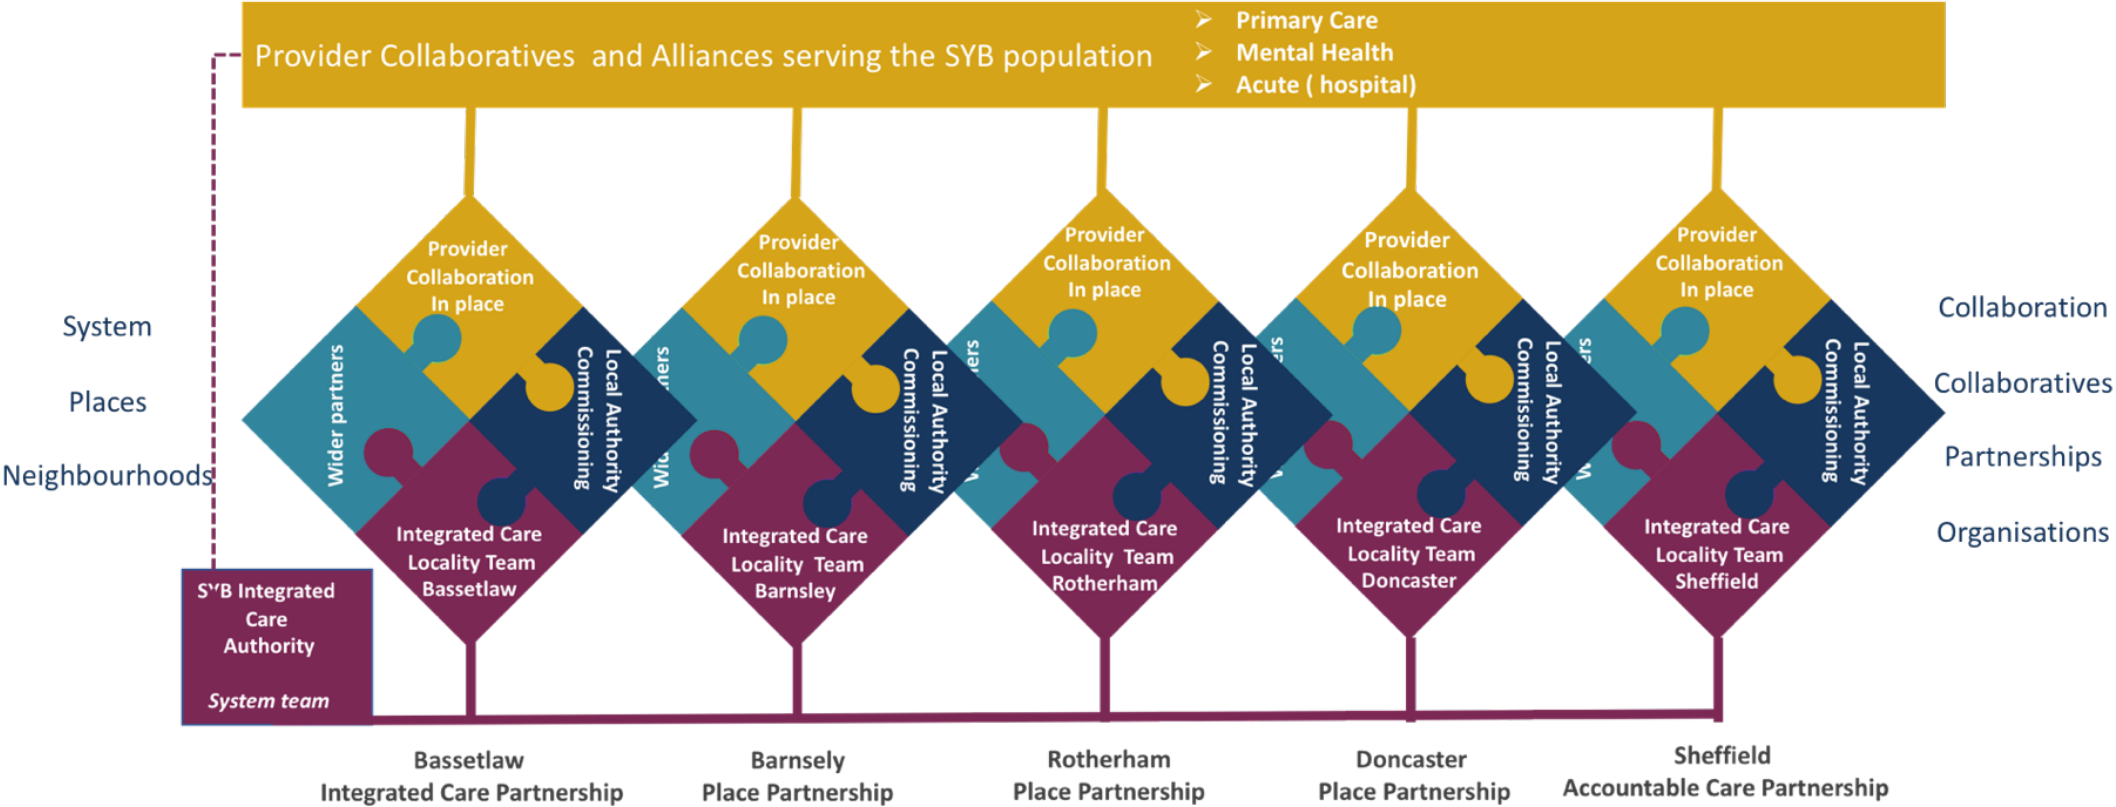 Provider Collaboratives and Alliances serving the SYB population
➢ Primary Care
➢ Mental Health
➢ Acute ( hospital)
System
Places
Neighbourhoods
Provider
Collaboration
In place
Wider partners
Local Authority
Commissioning
Integrated Care
Locality Team
Bassetlaw
Provider
Collaboration
In place
Local Authority
Commissioning
Integrated Care
Locality Team
Barnsley
Provider
Collaboration
In place
Local Authority
Commissioning
Integrated Care
Locality Team
Rotherham
Provider
Collaboration
In place
Local Authority
Commissioning
Integrated Care
Locality Team
Doncaster
Provider
Collaboration
In place
Local Authority
Commissioning
Integrated Care
Locality Team
Sheffield
Collaboration
Collaboratives
Partnerships
Organisations
SYB Integrated
Care
Authority
System team
Bassetlaw
Integrated Care Partnership
Barnsely
Place Partnership
Rotherham
Place Partnership
Doncaster
Place Partnership
Sheffield
Accountable Care Partnership